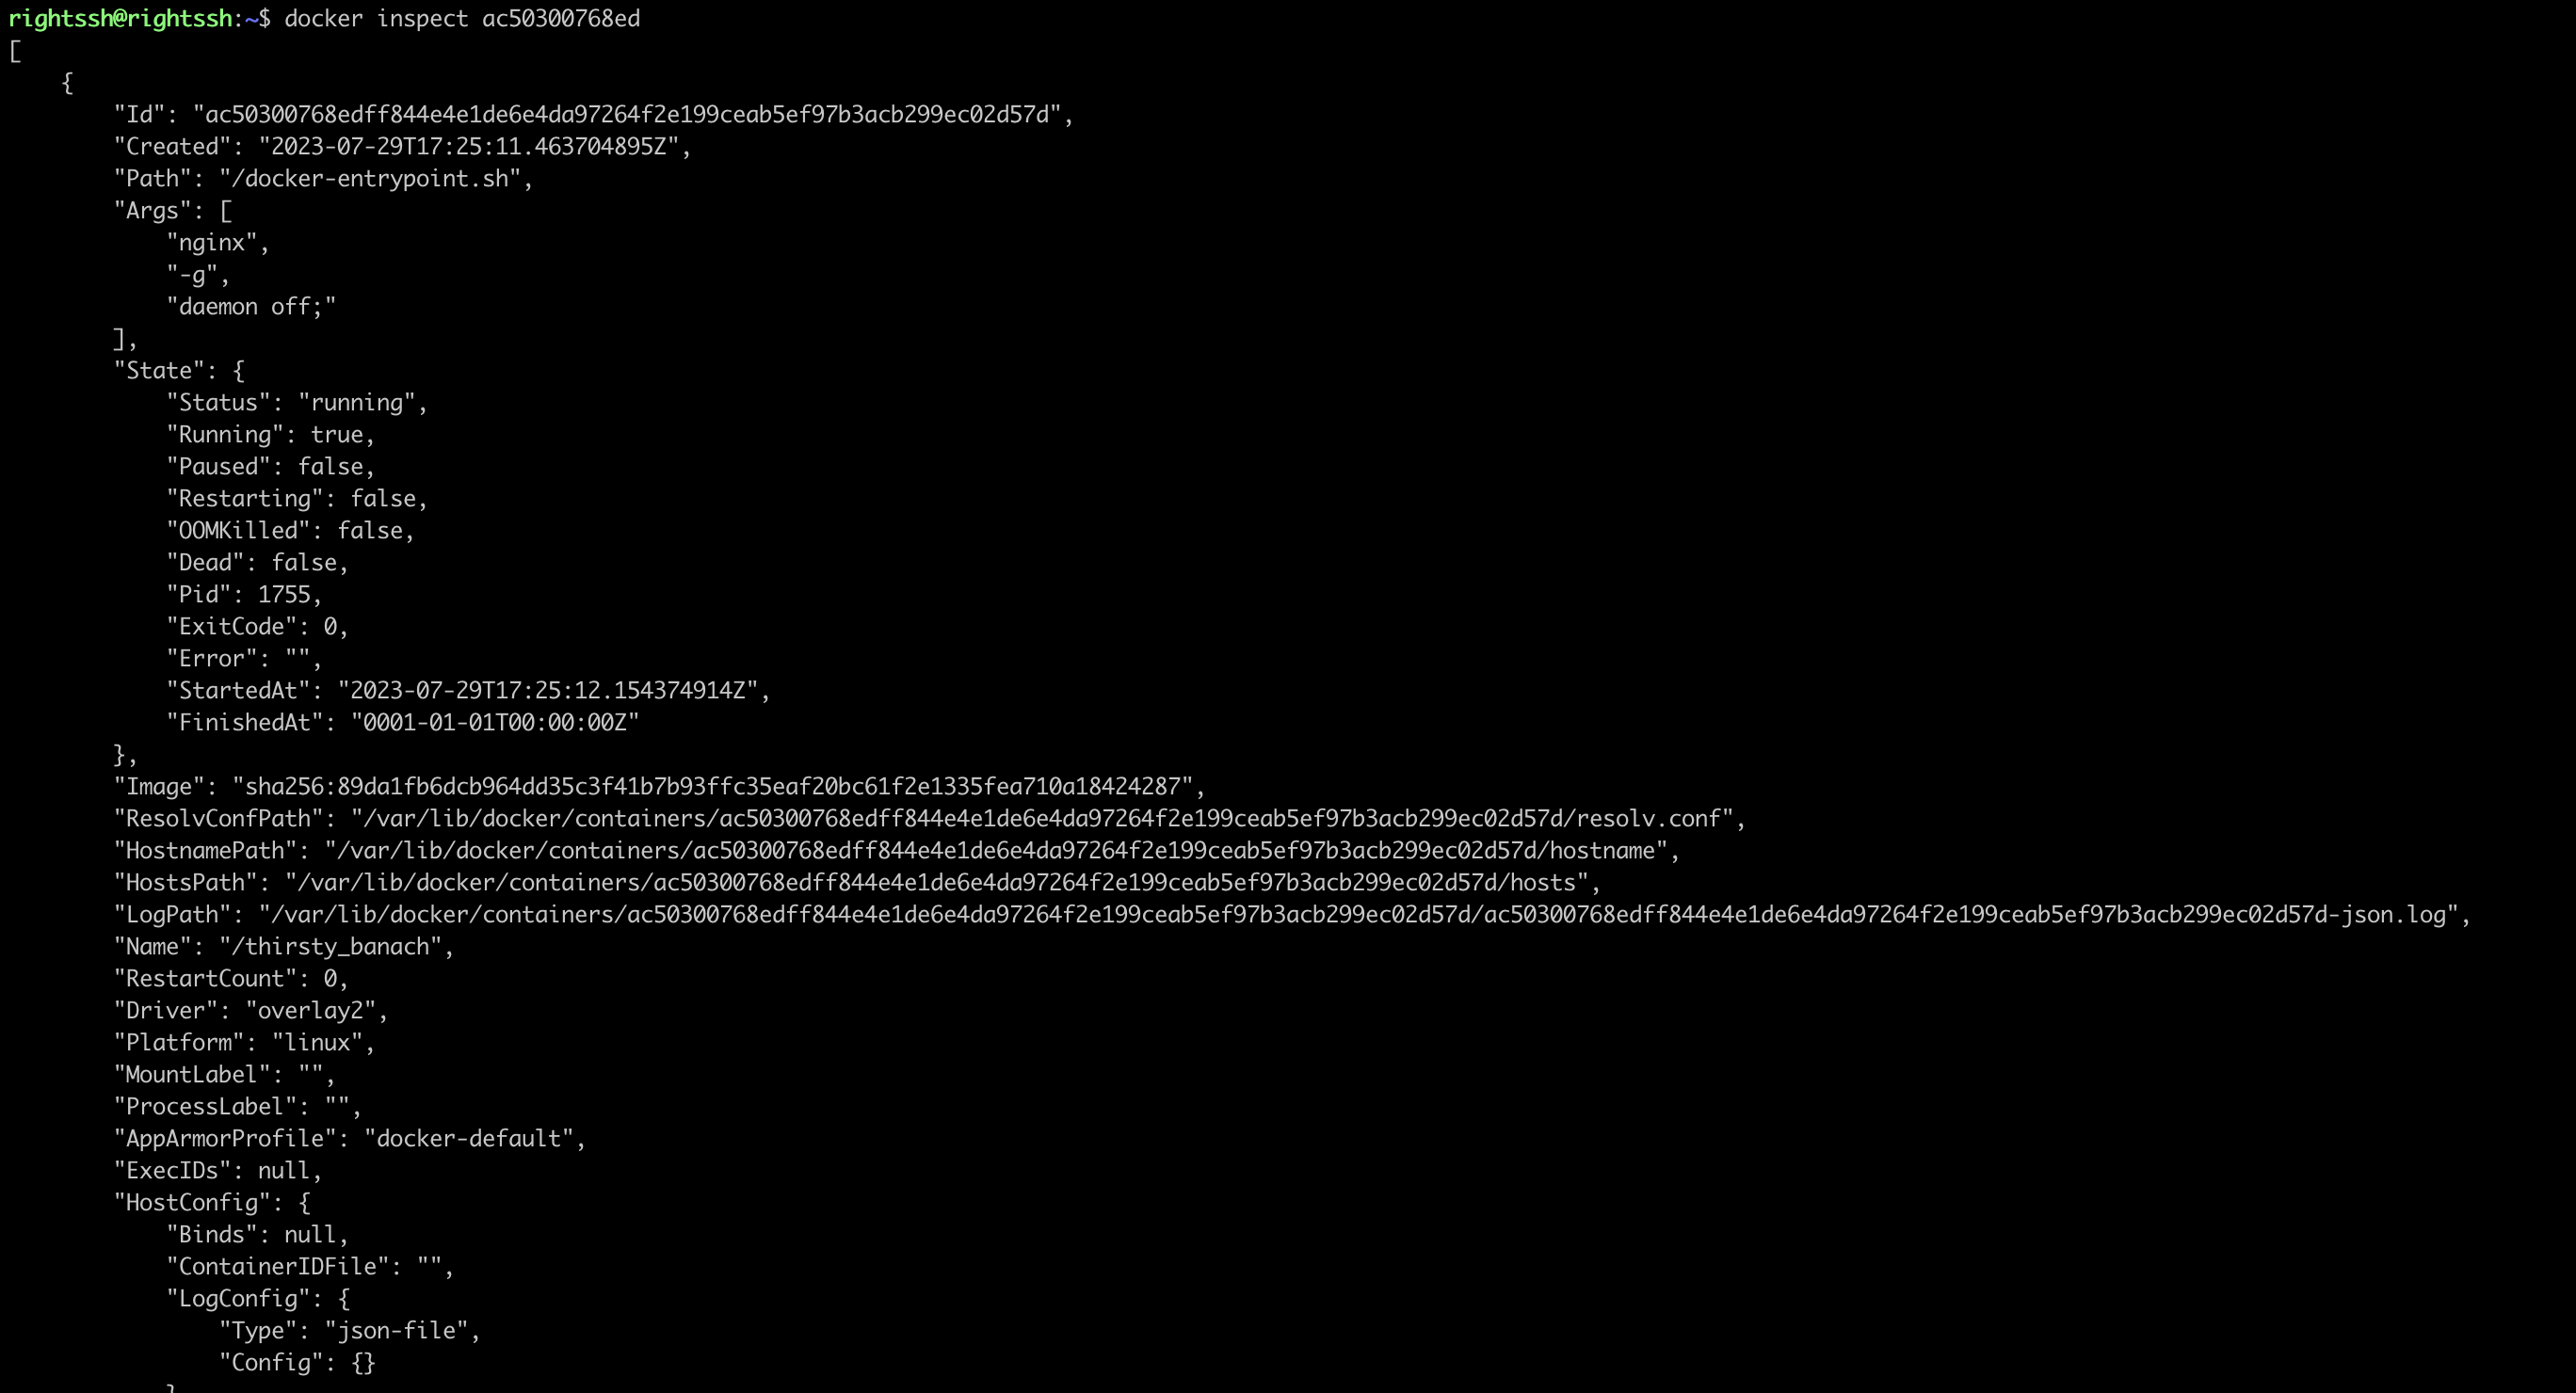 rightssh@rightssh:~$ docker inspect ac50300768ed
[
    {
        "Id": "ac50300768edff844e4e1de6e4da97264f2e199ceab5ef97b3acb299ec02d57d",
        "Created": "2023-07-29T17:25:11.463704895Z",
        "Path": "/docker-entrypoint.sh",
        "Args": [
            "nginx",
            "-g",
            "daemon off;"
        ],
        "State": {
            "Status": "running",
            "Running": true,
            "Paused": false,
            "Restarting": false,
            "OOMKilled": false,
            "Dead": false,
            "Pid": 1755,
            "ExitCode": 0,
            "Error": "",
            "StartedAt": "2023-07-29T17:25:12.154374914Z",
            "FinishedAt": "0001-01-01T00:00:00Z"
        },
        "Image": "sha256:89da1fb6dcb964dd35c3f41b7b93ffc35eaf20bc61f2e1335fea710a18424287",
        "ResolvConfPath": "/var/lib/docker/containers/ac50300768edff844e4e1de6e4da97264f2e199ceab5ef97b3acb299ec02d57d/resolv.conf",
        "HostnamePath": "/var/lib/docker/containers/ac50300768edff844e4e1de6e4da97264f2e199ceab5ef97b3acb299ec02d57d/hostname",
        "HostsPath": "/var/lib/docker/containers/ac50300768edff844e4e1de6e4da97264f2e199ceab5ef97b3acb299ec02d57d/hosts",
        "LogPath": "/var/lib/docker/containers/ac50300768edff844e4e1de6e4da97264f2e199ceab5ef97b3acb299ec02d57d/ac50300768edff844e4e1de6e4da97264f2e199ceab5ef97b3acb299ec02d57d-json.log",
        "Name": "/thirsty_banach",
        "RestartCount": 0,
        "Driver": "overlay2",
        "Platform": "linux",
        "MountLabel": "",
        "ProcessLabel": "",
        "AppArmorProfile": "docker-default",
        "ExecIDs": null,
        "HostConfig": {
            "Binds": null,
            "ContainerIDFile": "",
            "LogConfig": {
                "Type": "json-file",
                "Config": {}